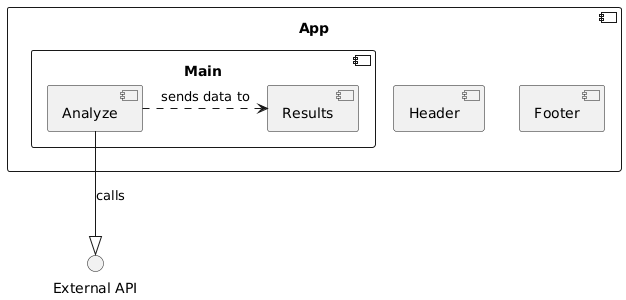 App
Main
Analyze
sends data to
Results
Header
Footer
calls
External API